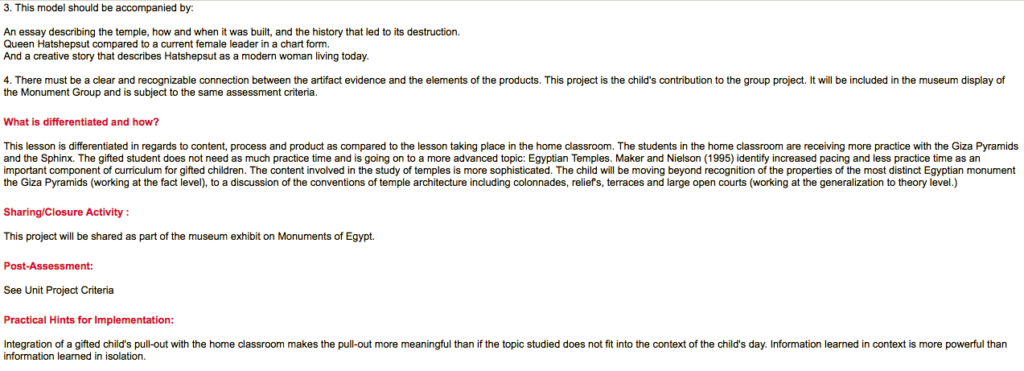 3. This model should be accompanied by:
An essay describing the temple, how and when it was built, and the history that led to its destruction.
Queen Hatshepsut compared to a current female leader in a chart form.
And a creative story that describes Hatshepsut as a modern woman living today.
4. There must be a clear and recognizable connection between the artifact evidence and the elements of the products. This project is the child's contribution to the group project. It will be included in the museum display of
the Monument Group and is subject to the same assessment criteria.
What is differentiated and how?
This lesson is differentiated in regards to content, process and product as compared to the lesson taking place in the home classroom. The students in the home classroom are receiving more practice with the Giza Pyramids
and the Sphinx. The gifted student does not need as much practice time and is going on to a more advanced topic: Egyptian Temples. Maker and Nielson (1995) identify increased pacing and less practice time as an
important component of curriculum for gifted children. The content involved in the study of temples is more sophisticated. The child will be moving beyond recognition of the properties of the most distinct Egyptian monument
the Giza Pyramids (working at the fact level), to a discussion of the conventions of temple architecture including colonnades, relief's, terraces and large open courts (working at the generalization to theory level.)
Sharing/Closure Activity :
This project will be shared as part of the museum exhibit on Monuments of Egypt.
Post-Assessment:
See Unit Project Criteria
Practical Hints for Implementation:
Integration of a gifted child's pull-out with the home classroom makes the pull-out more meaningful than if the topic studied does not fit into the context of the child's day. Information learned in context is more powerful than
information learned in isolation.